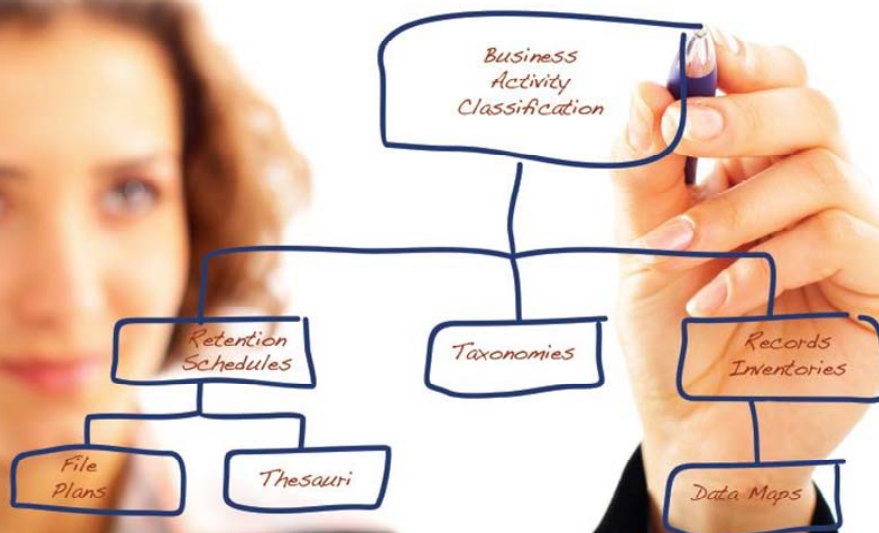 Business
Activity
Classification
Retention
Schedules
Taxonomies
Records
Inventories
File
Plans
Thesauri
Data Maps